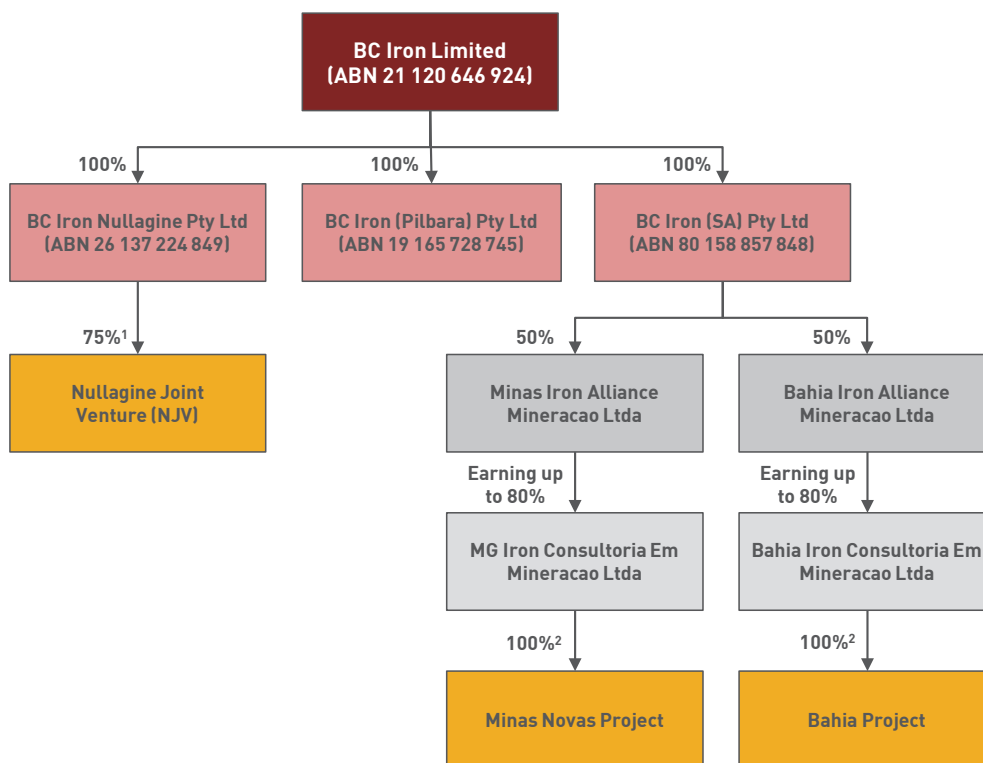 BC Iron Limited
(ABN 21 120 646 924)
100%
100%
100%
BC Iron Nullagine Pty Ltd
(ABN 26 137 224 849)
BC Iron (Pilbara) Pty Ltd
(ABN 19 165 728 745)
BC Iron (SA) Pty Ltd
(ABN 80 158 857 848)
75%¹
50%
50%
Nullagine Joint
Venture (NJV)
Minas Iron Alliance
Mineracao Ltda
Bahia Iron Alliance
Mineracao Ltda
Earning up
to 80%
Earning up
to 80%
MG Iron Consultoria Em
Mineracao Ltda
Bahia Iron Consultoria Em
Mineracao Ltda
100%²
100%²
Minas Novas Project
Bahia Project